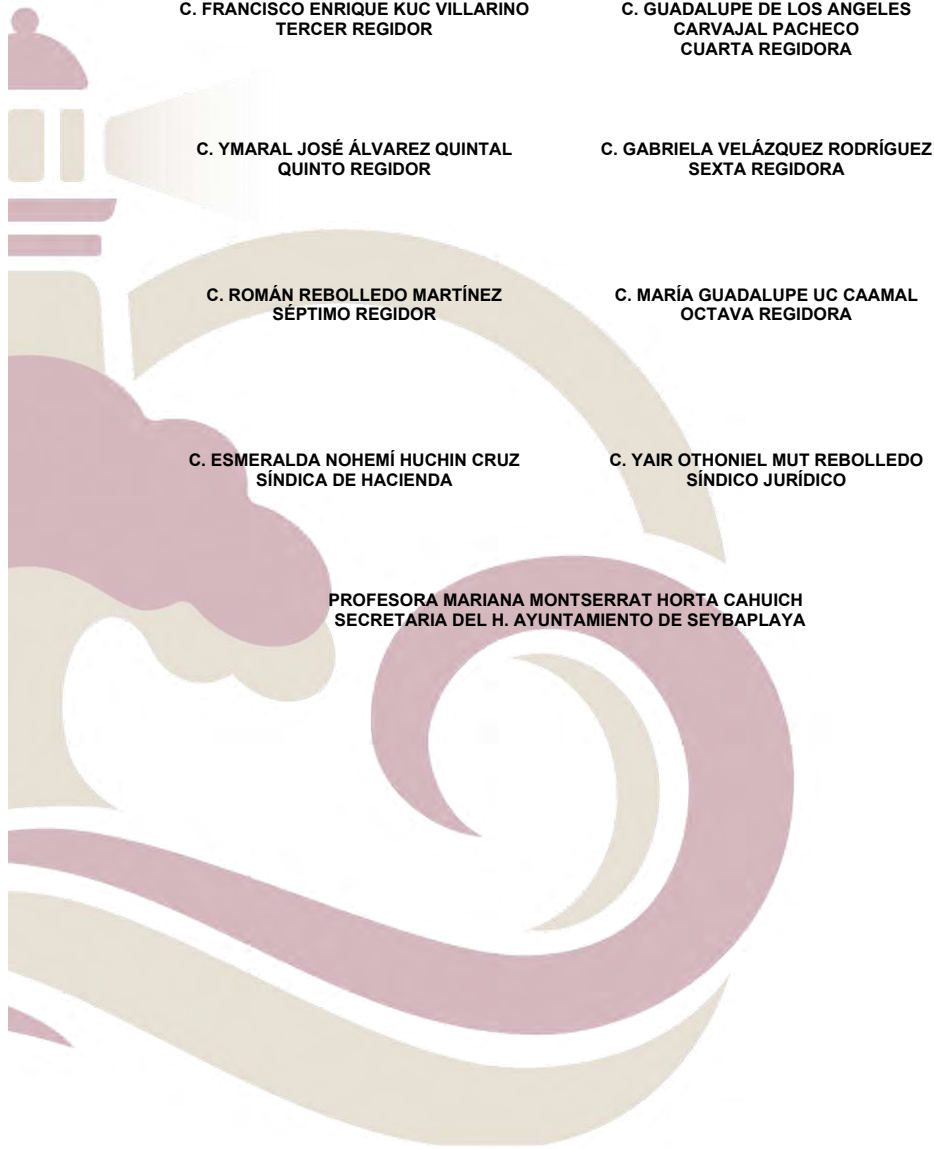 C. FRANCISCO ENRIQUE KUC VILLARINO
TERCER REGIDOR
C. GUADALUPE DE LOS ANGELES
CARVAJAL PACHECO
CUARTA REGIDORA
C. YMARAL JOSÉ ÁLVAREZ QUINTAL
QUINTO REGIDOR
C. GABRIELA VELÁZQUEZ RODRÍGUEZ
SEXTA REGIDORA
C. ROMÁN REBOLLEDO MARTÍNEZ
SÉPTIMO REGIDOR
C. MARÍA GUADALUPE UC CAAMAL
OCTAVA REGIDORA
C. ESMERALDA NOHEMÍ HUCHIN CRUZ
SÍNDICA DE HACIENDA
C. YAIR OTHONIEL MUT REBOLLEDO
SÍNDICO JURÍDICO
PROFESORA MARIANA MONTSERRAT HORTA CAHUICH
SECRETARIA DEL H. AYUNTAMIENTO DE SEYBAPLAYA